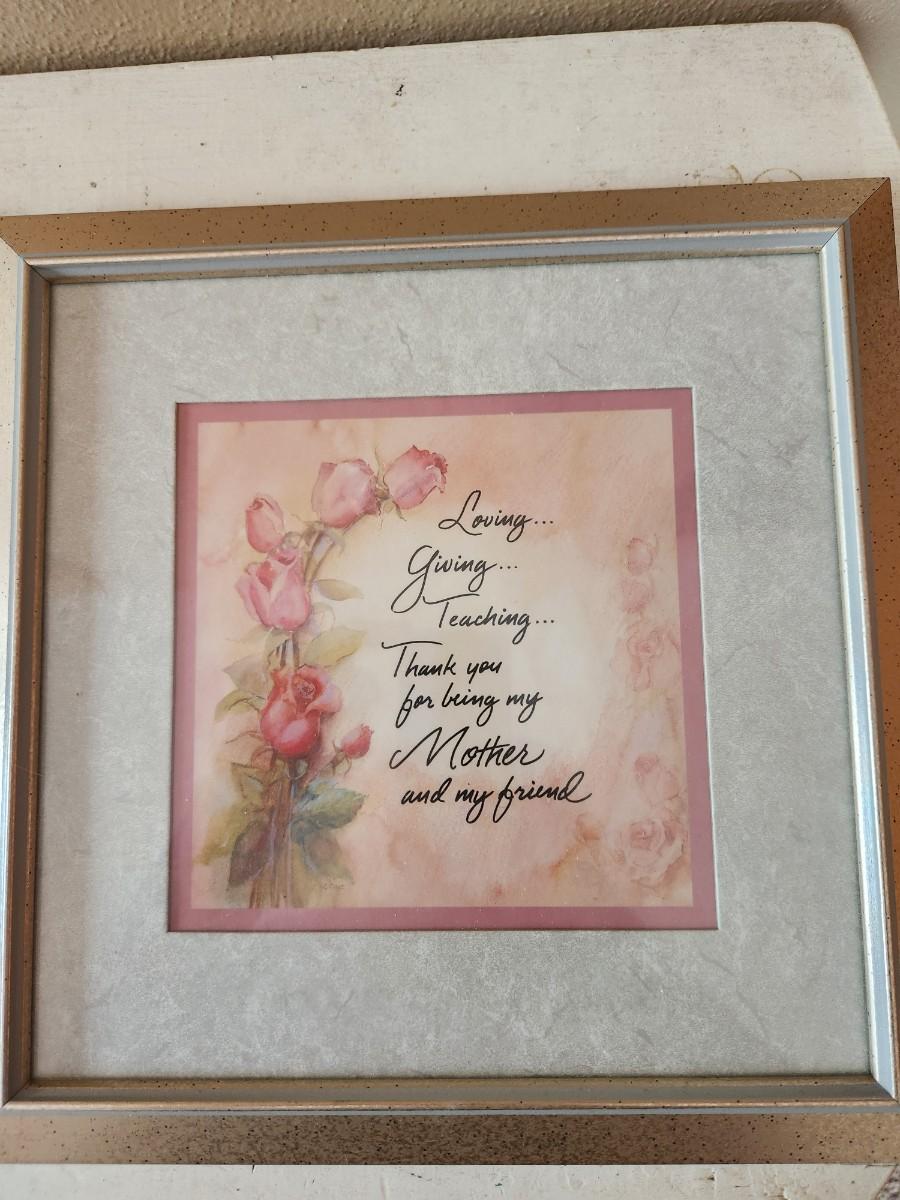 Loving...
Giving...
Teaching...
Thank you
for being my
Mother
and my friend